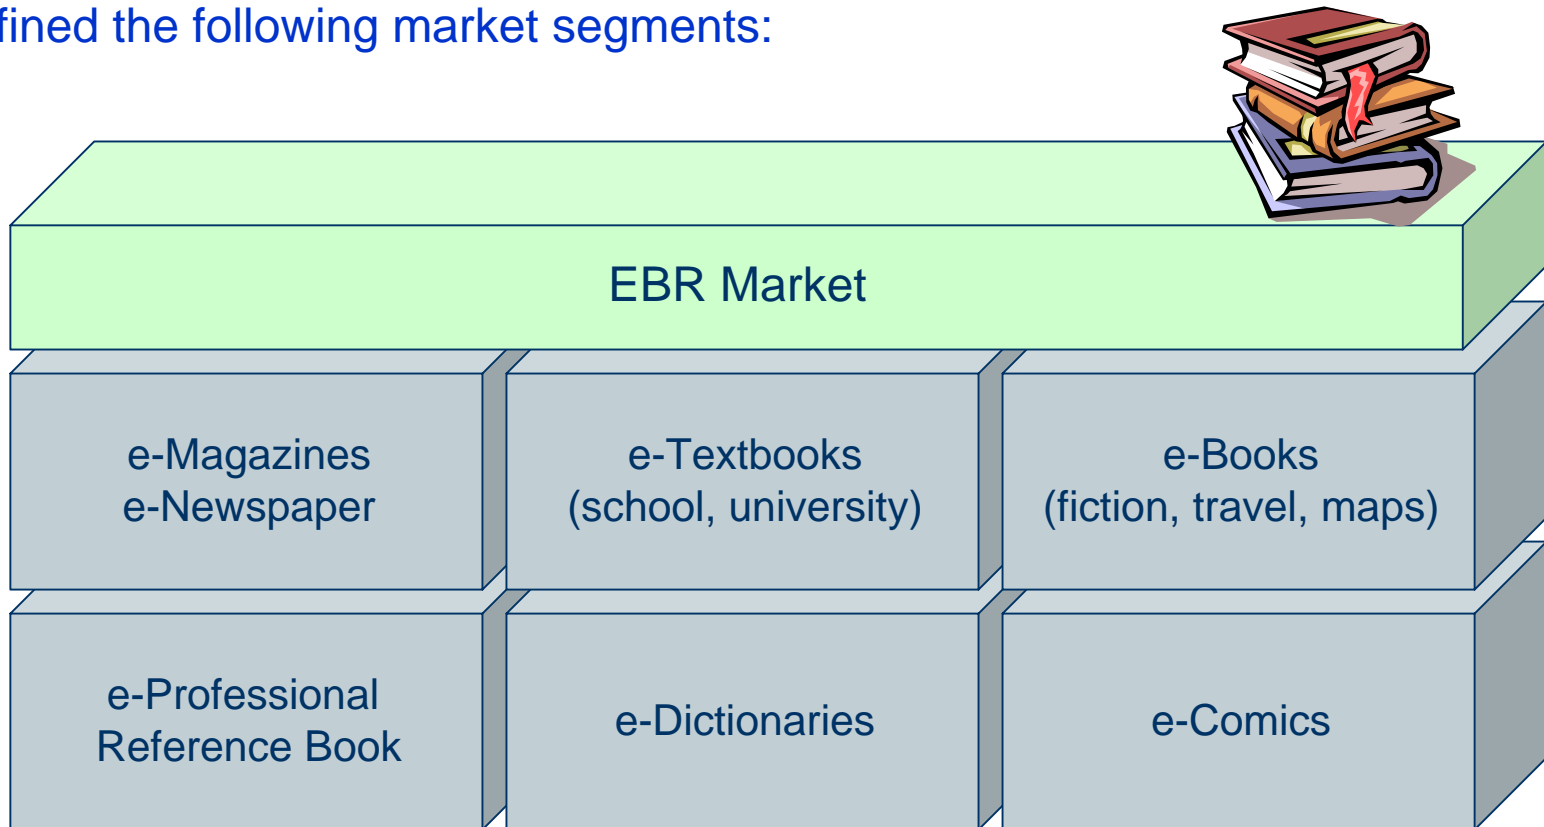 fined the following market segments:
EBR Market
e-Magazines
e-Newspaper
e-Textbooks
(school, university)
e-Books
(fiction, travel, maps)
e-Professional
Reference Book
e-Dictionaries
e-Comics